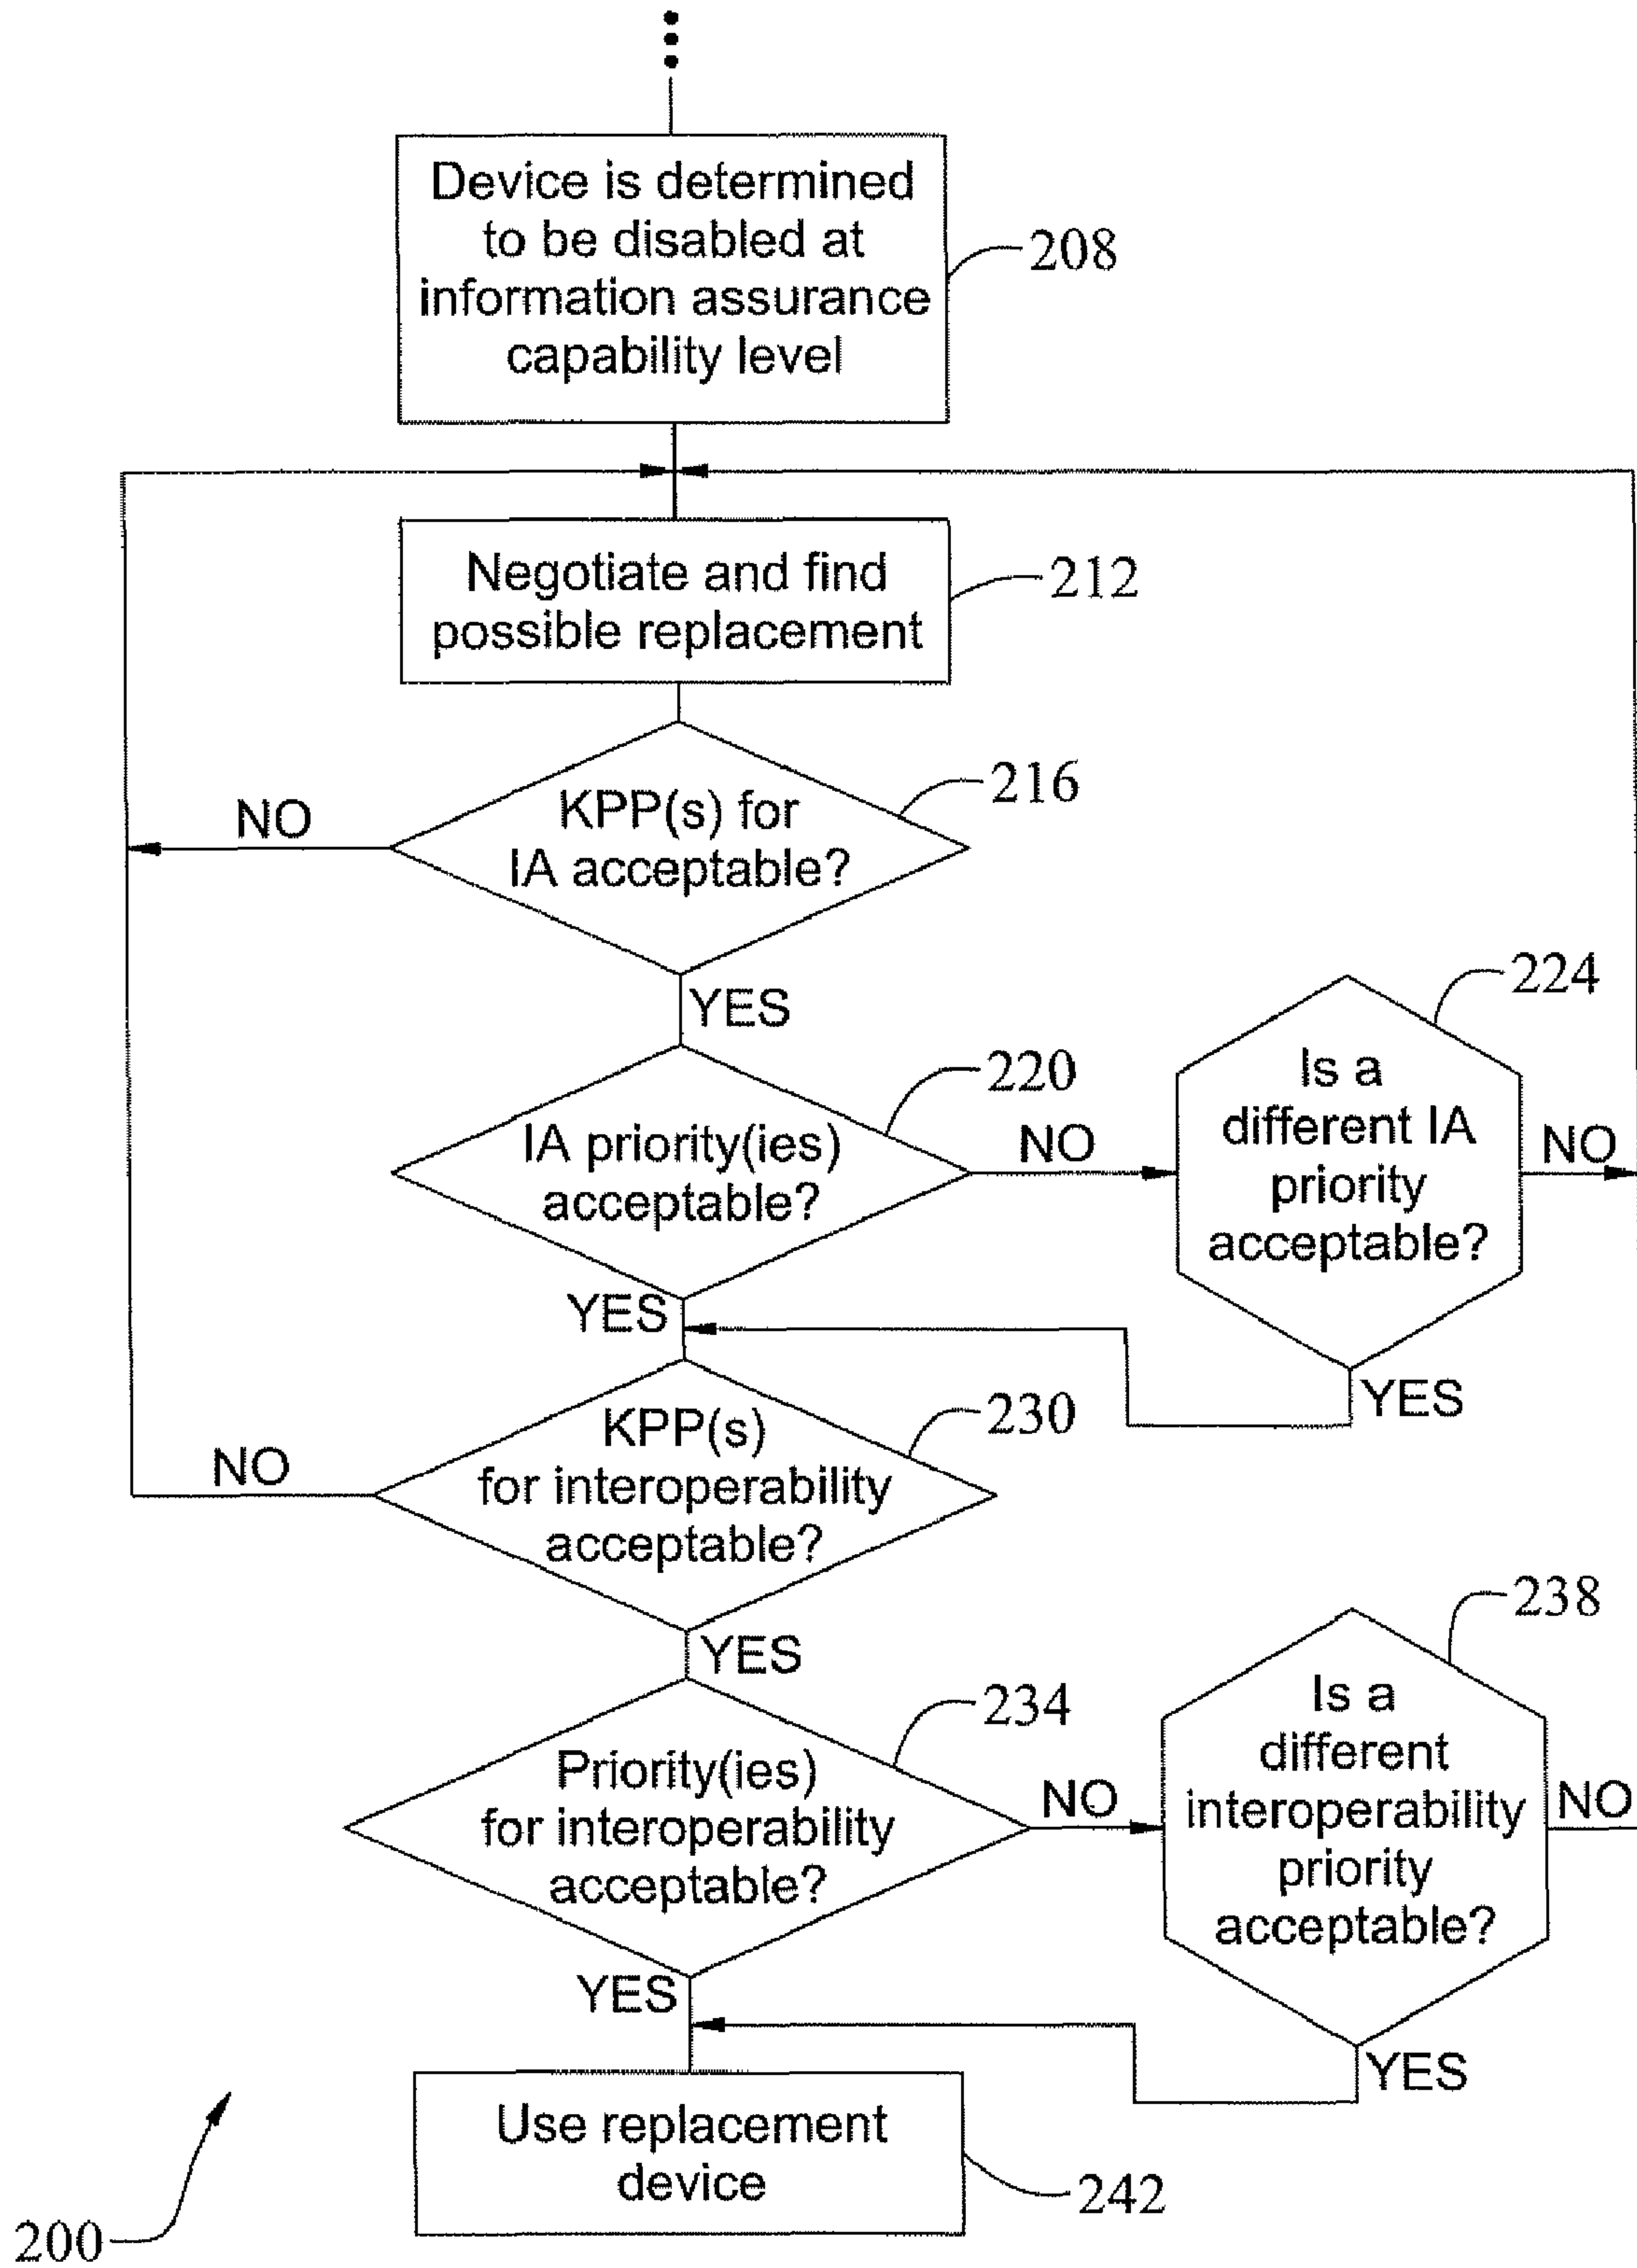 Device is determined
to be disabled at
information assurance
capability level
208
Negotiate and find
possible replacement
212
KPP(s) for
IA acceptable?
216
NO
YES
IA priority(ies)
acceptable?
220
NO
Is a
different IA
priority
acceptable?
224
NO
YES
YES
KPP(s)
for interoperability
acceptable?
230
NO
YES
Priority(ies)
for interoperability
acceptable?
234
NO
Is a
different
interoperability
priority
acceptable?
238
NO
YES
YES
Use replacement
device
242
200